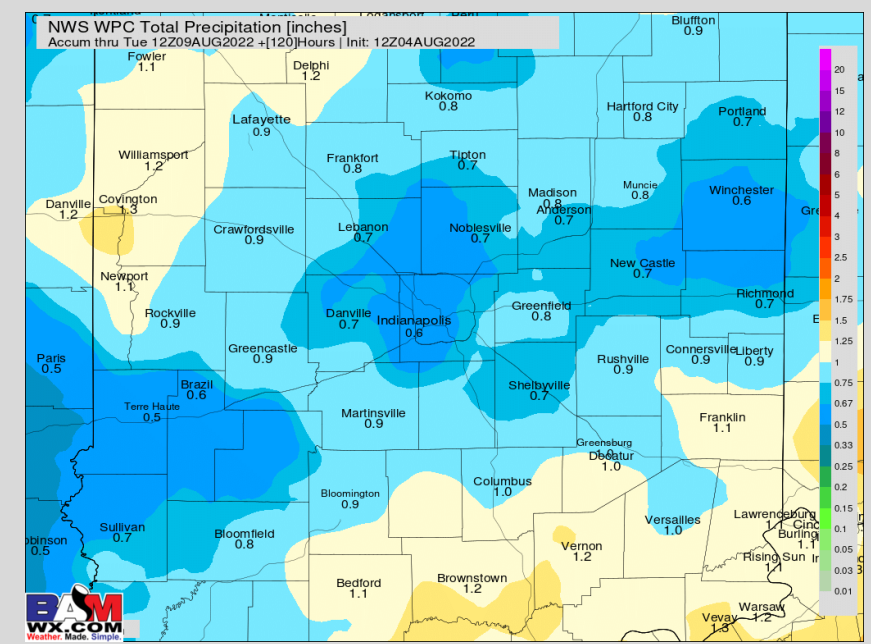 NWS WPC Total Precipitation [inches]
Accum thru Tue 12Z09AUG2022 +[120]Hours | Init: 12Z04AUG2022
Bluffton
0.9
Fowler
1.1
Delphi
1.2
20
Kokomo
0.8
15
Lafayette
0.9
Hartford City
0.8
Portland
0.7
12
10
Williamsport
1.2
Frankfort
0.8
Tipton
0.7
8
6
Danville
1.2
Covington
1.3
Madison
0.8
Anderson
0.7
Muncie
0.8
Winchester
0.6
5
4
Crawfordsville
0.9
Lebanon
0.7
Noblesville
0.7
3
2.5
Newport
1.1
New Castle
0.7
2
Richmond
0.7
1.75
Rockville
0.9
Danville
0.7
Indianapolis
0.6
Greenfield
0.8
1.5
1.25
Paris
0.5
Greencastle
0.9
Rushville
0.9
Connersville
0.9
Liberty
0.9
1
0.75
Brazil
0.6
Shelbyville
0.7
0.67
Terre Haute
0.5
Martinsville
0.9
Franklin
1.1
0.5
0.33
Greensburg
1.0
Decatur
1.0
0.25
0.2
Bloomington
0.9
Columbus
1.0
0.15
Sullivan
0.7
Bloomfield
0.8
Versailles
1.0
Lawrenceburg
1.1
0.1
0.5
Vernon
1.2
1.1
0.05
Rising Sun
1.1
0.03
Bedford
1.1
Brownstown
1.2
0.01
Vevay
1.3
Warsaw
1.2
BAM
WX.COM
Weather. Made. Simple.